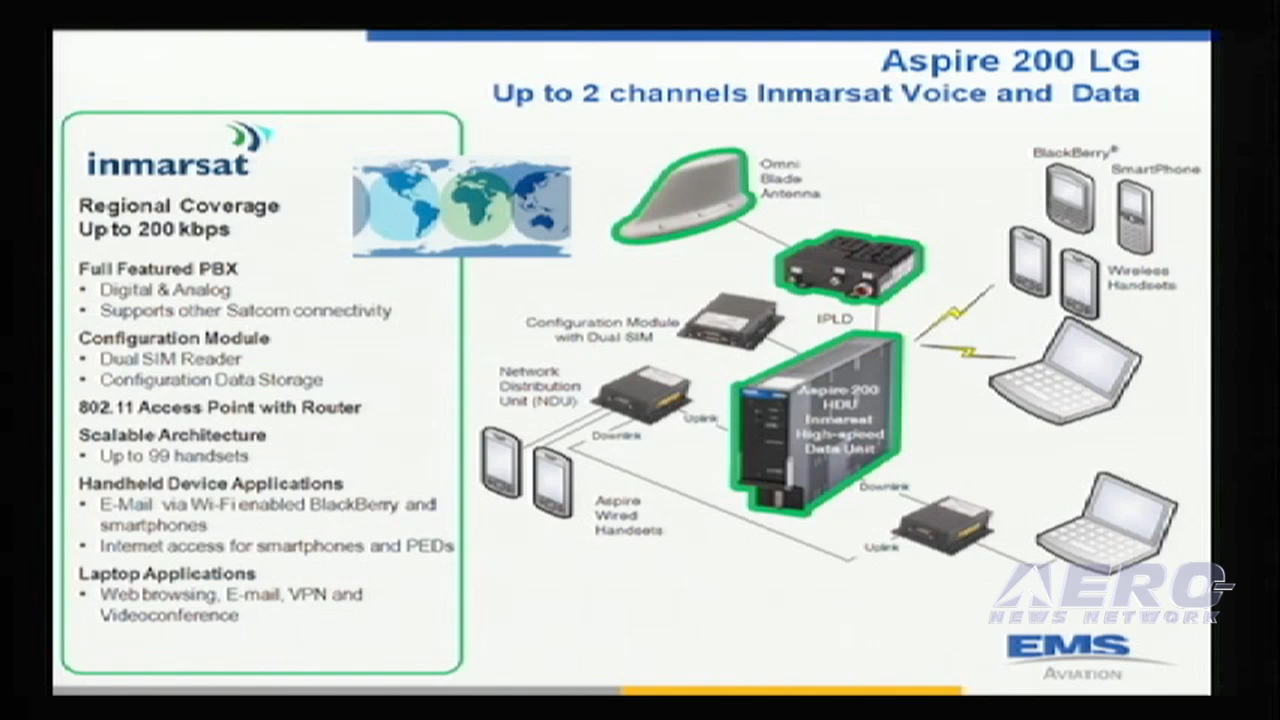 Aspire 200 LG
Up to 2 channels Inmarsat Voice and Data
inmarsat
Regional Coverage
Up to 200 kbps
Full Featured PBX
• Digital & Analog
• Supports other Satcom connectivity
Configuration Module
• Dual SIM Reader
• Configuration Data Storage
802.11 Access Point with Router
Scalable Architecture
• Up to 99 handsets
Handheld Device Applications
• E-Mail via Wi-Fi enabled BlackBerry and
smartphones
• Internet access for smartphones and PEDs
Laptop Applications
• Web browsing, E-mail, VPN and
Videoconference
Omni
Blade
Antenna
BlackBerry®
SmartPhone
Wireless
Handsets
IPLD
Configuration Module
with Dual SIM
Network
Distribution
Unit (NDU)
Uplink
Downlink
Aspire 200
HDU
Inmarsat
High-speed
Data Unit
Aspire
Wired
Handsets
Downlink
Uplink
AERO
NEWS NETWORK
EMS
AVIATION